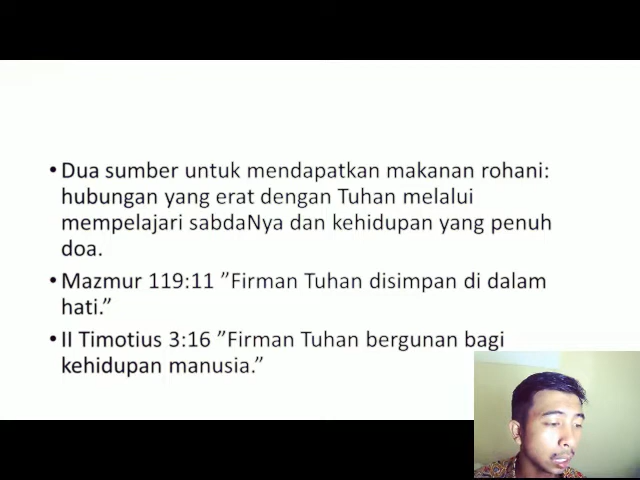 • Dua sumber untuk mendapatkan makanan rohani:
hubungan yang erat dengan Tuhan melalui
mempelajari sabdaNya dan kehidupan yang penuh
doa.
• Mazmur 119:11 ”Firman Tuhan disimpan di dalam
hati.”
• II Timotius 3:16 ”Firman Tuhan bergunan bagi
kehidupan manusia.”